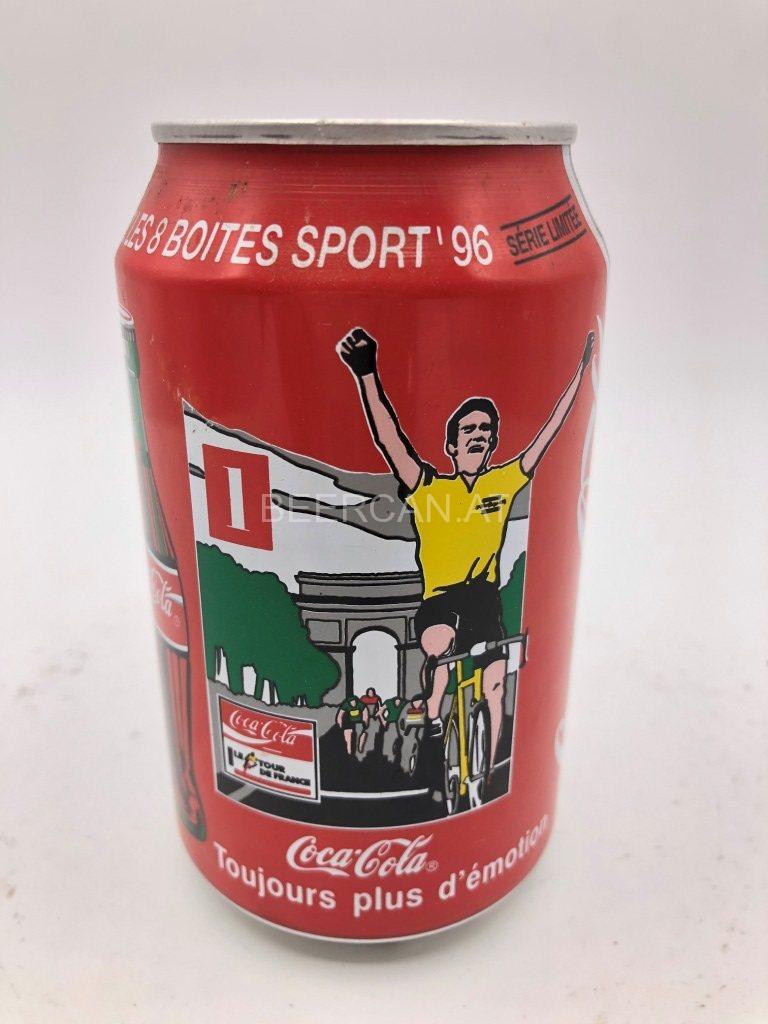 LES 8 BOITES SPORT '96 SÉRIE LIMITÉE
1
BEERCAN.AT
Coca-Cola
LE TOUR
DE FRANCE
Coca-Cola®
Toujours plus d'émotion